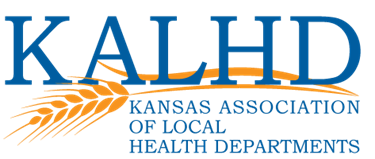 KALHD
KANSAS ASSOCIATION
OF LOCAL
HEALTH DEPARTMENTS